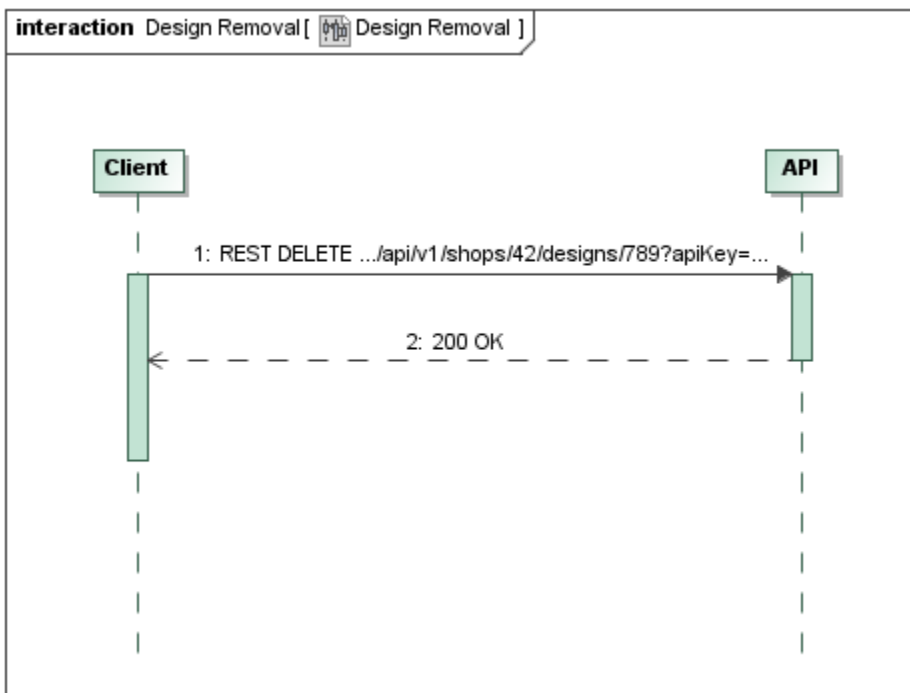 interaction Design Removal[ Design Removal ]
Client
API
1: REST DELETE .../api/v1/shops/42/designs/789?apiKey=...
2: 200 OK